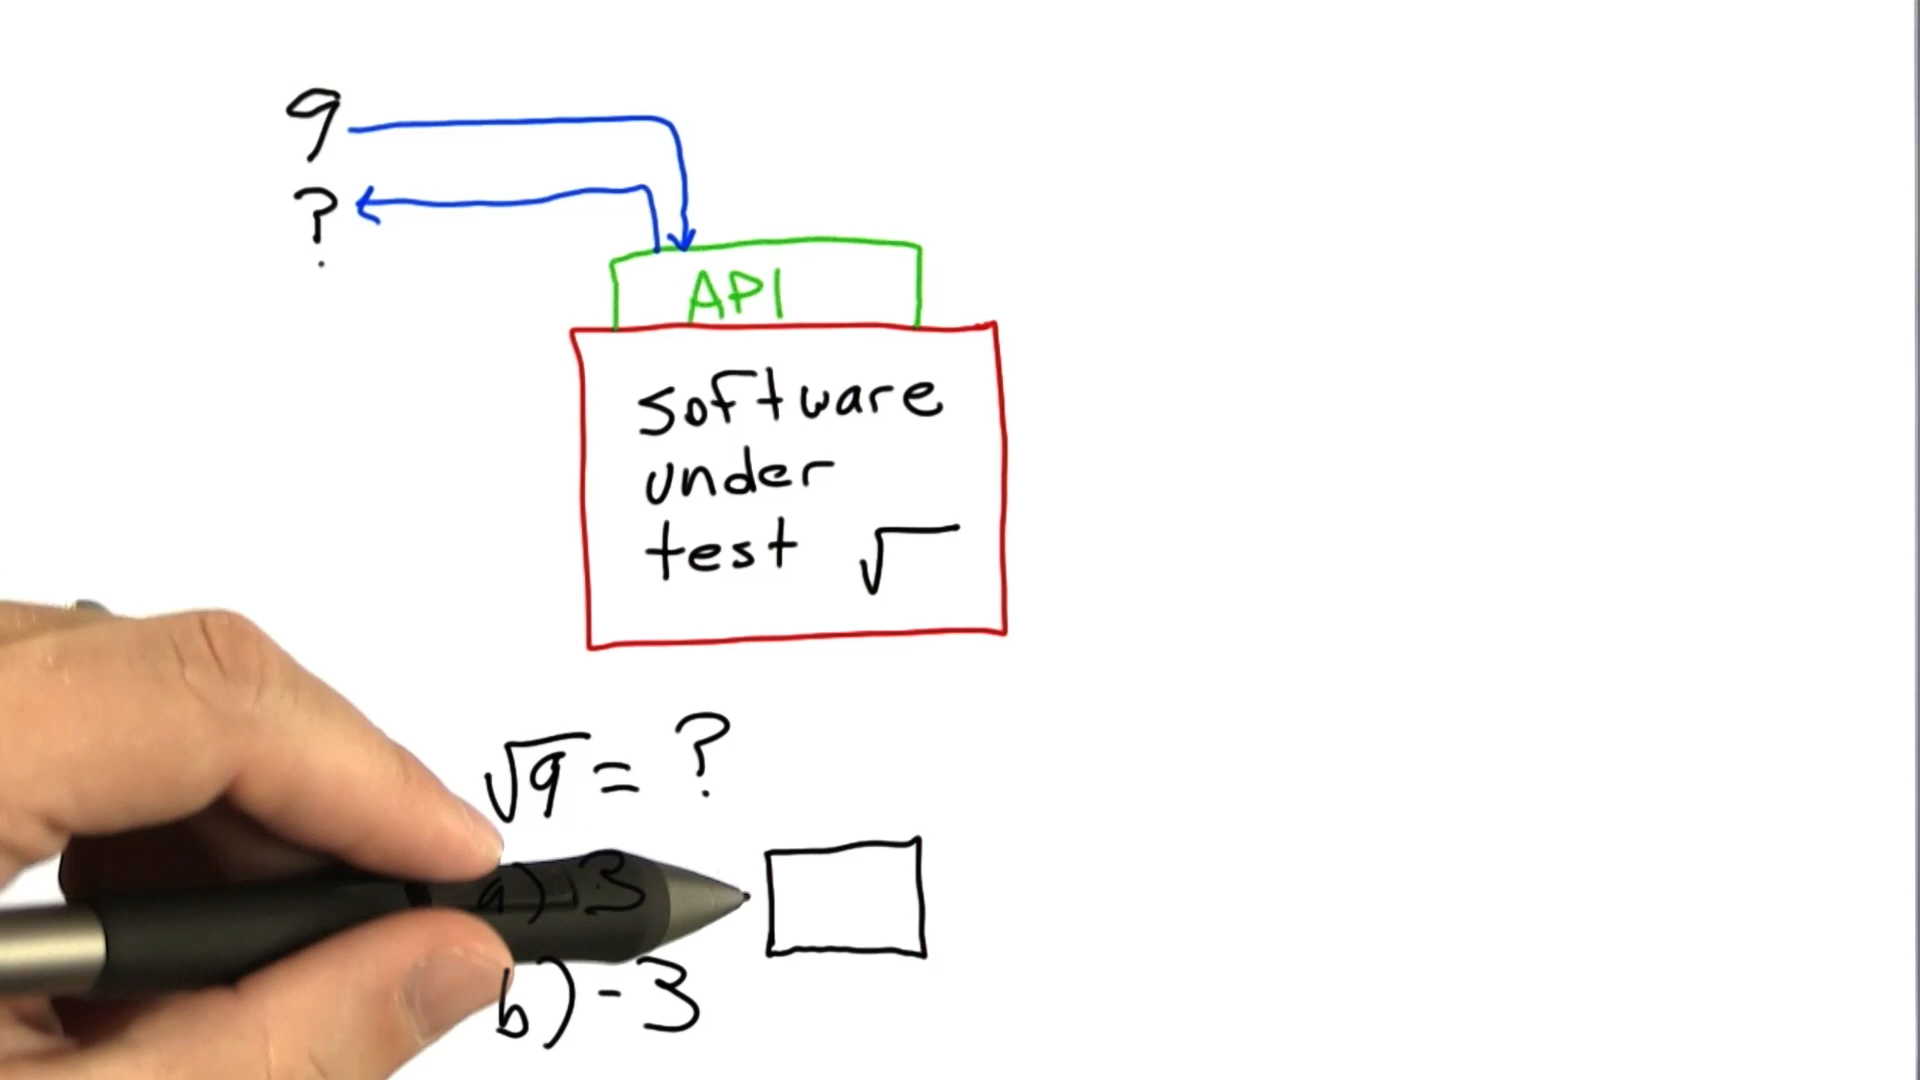 9
?
API
software
under
test √
√9 = ?
a) 3
b) -3